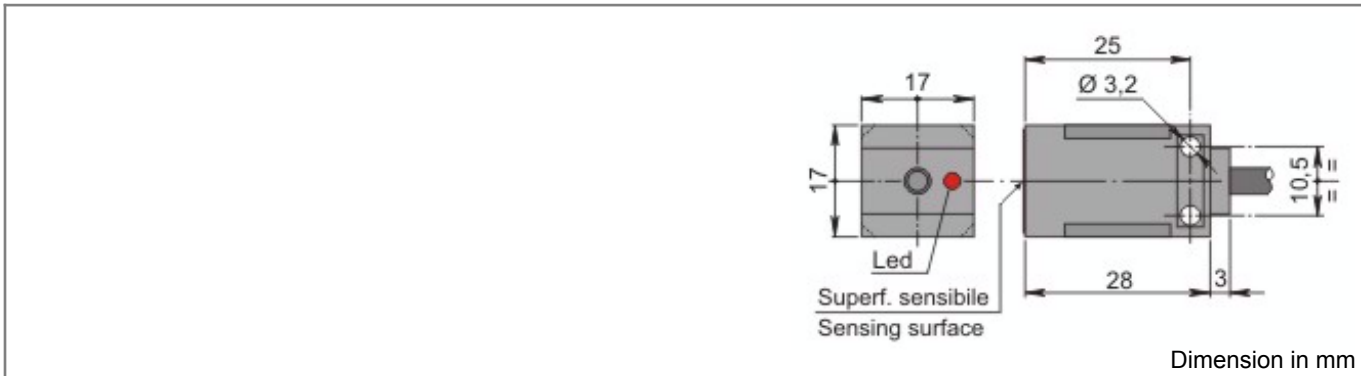 25
17
Ø 3,2
17
10,5
=
=
Led
28
3
Superf. sensibile
Sensing surface
Dimension in mm